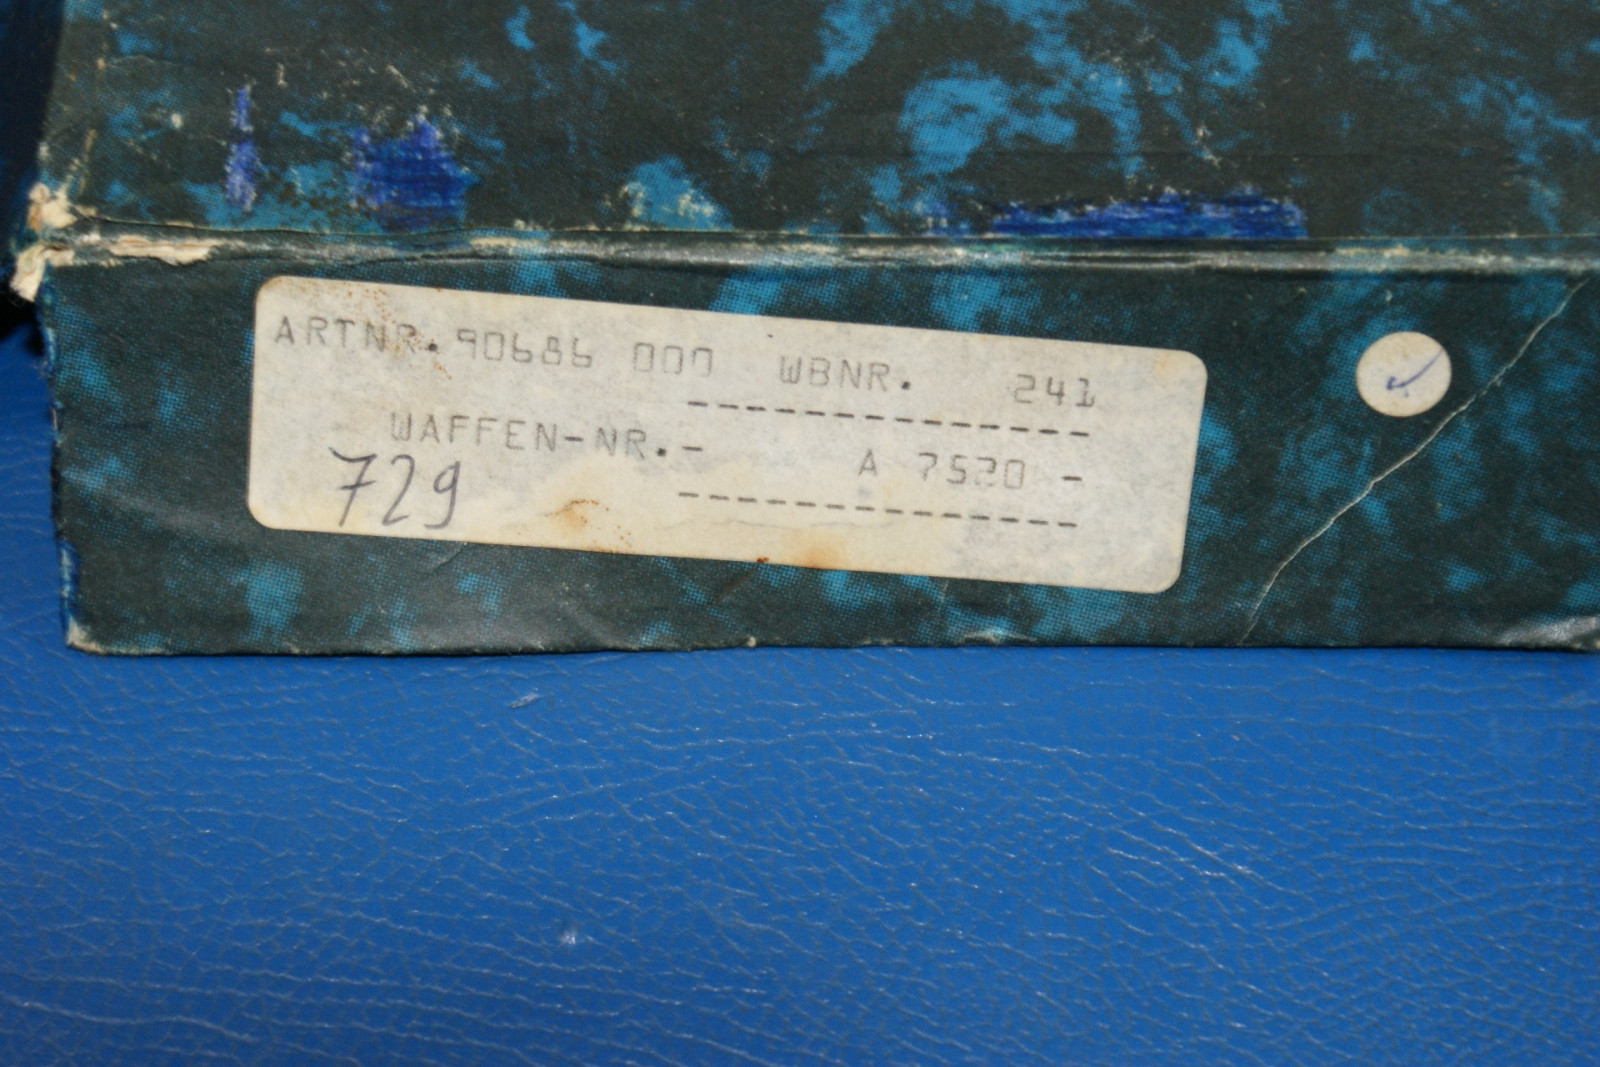 ARTNR.90686 000 WBNR. 241
WAFFEN-NR.- A 7520 -
729